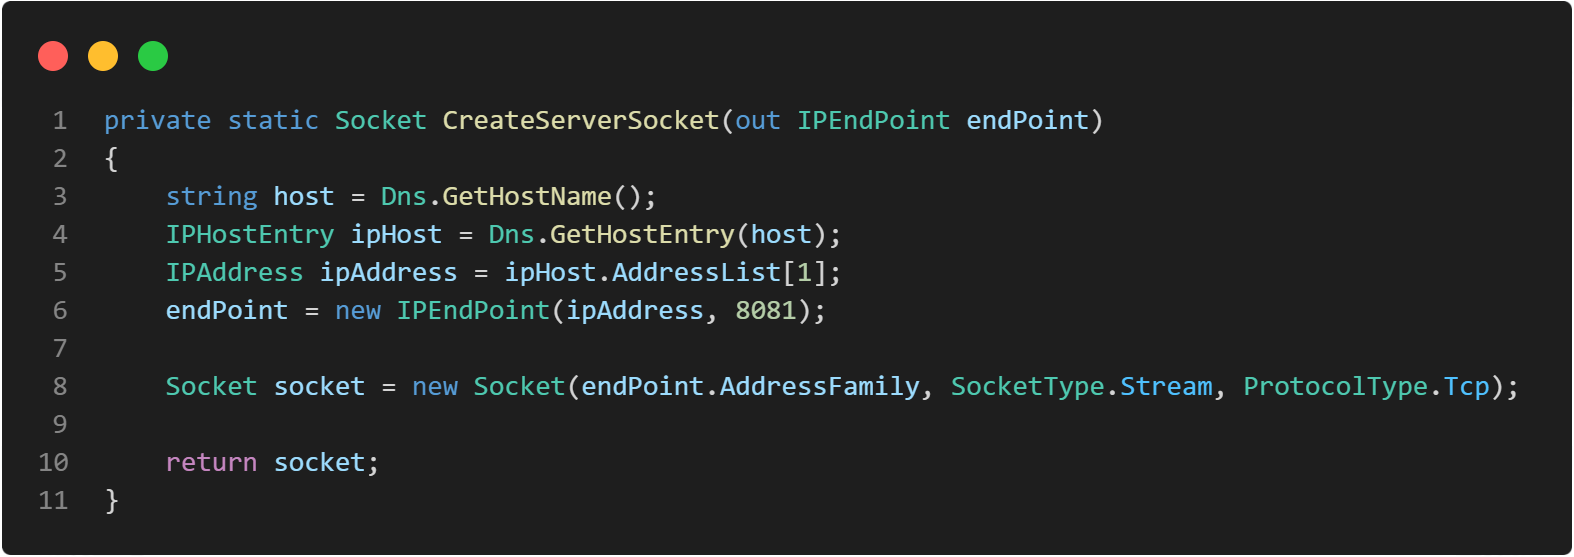 1 private static Socket CreateServerSocket(out IPEndPoint endPoint)
2 {
3     string host = Dns.GetHostName();
4     IPHostEntry ipHost = Dns.GetHostEntry(host);
5     IPAddress ipAddress = ipHost.AddressList[1];
6     endPoint = new IPEndPoint(ipAddress, 8081);
7
8     Socket socket = new Socket(endPoint.AddressFamily, SocketType.Stream, ProtocolType.Tcp);
9
10     return socket;
11 }